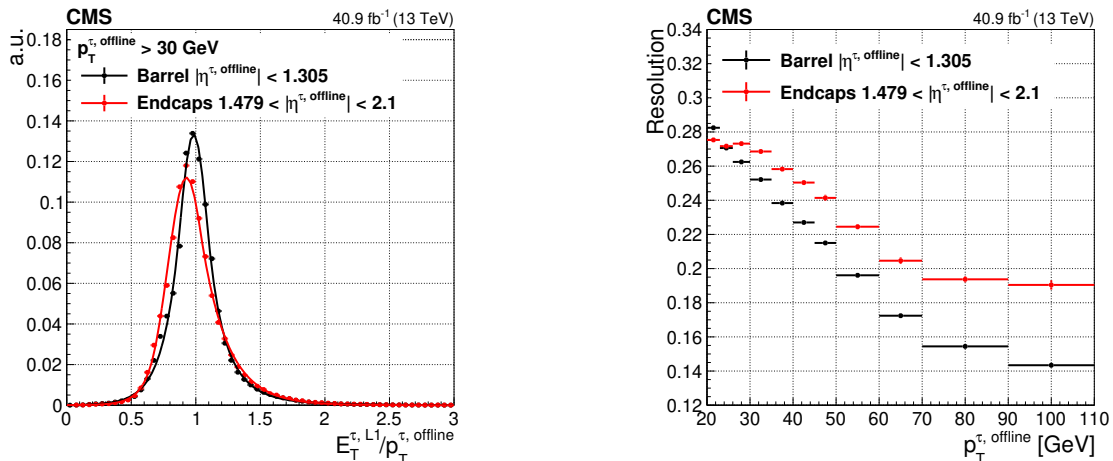 CMS 40.9 fb⁻¹ (13 TeV)
a.u.
p_T^{τ, offline} > 30 GeV
Barrel |η^{τ, offline}| < 1.305
Endcaps 1.479 < |η^{τ, offline}| < 2.1
0.18
0.16
0.14
0.12
0.1
0.08
0.06
0.04
0.02
0
0 0.5 1 1.5 2 2.5 3
E_T^{τ, L1}/p_T^{τ, offline}
CMS 40.9 fb⁻¹ (13 TeV)
Resolution
Barrel |η^{τ, offline}| < 1.305
Endcaps 1.479 < |η^{τ, offline}| < 2.1
0.34
0.32
0.3
0.28
0.26
0.24
0.22
0.2
0.18
0.16
0.14
0.12
20 30 40 50 60 70 80 90 100 110
p_T^{τ, offline} [GeV]